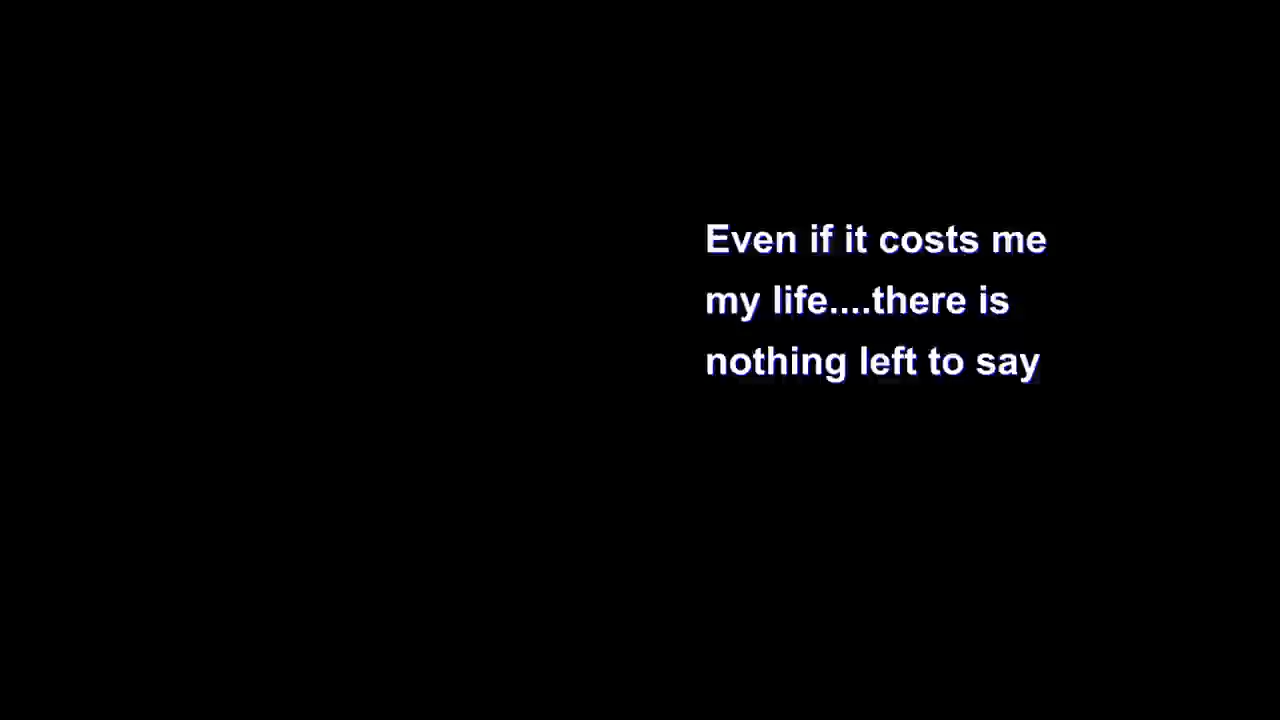 Even if it costs me
my life....there is
nothing left to say